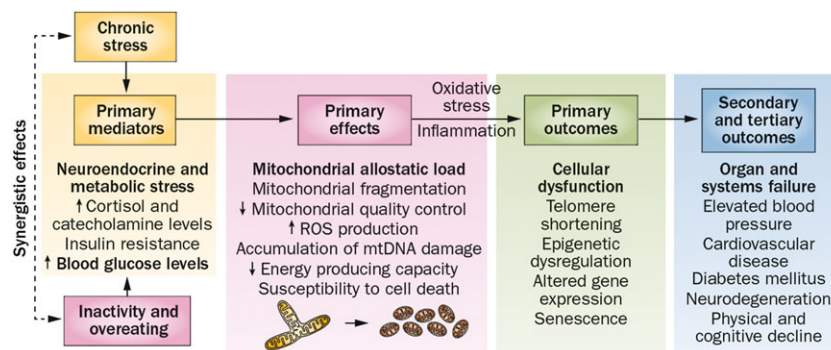 Chronic
stress
Synergistic effects
Primary
mediators
Neuroendocrine and
metabolic stress
↑ Cortisol and
catecholamine levels
Insulin resistance
↑ Blood glucose levels
Inactivity and
overeating
Primary
effects
Mitochondrial allostatic load
Mitochondrial fragmentation
↓ Mitochondrial quality control
↑ ROS production
Accumulation of mtDNA damage
↓ Energy producing capacity
Susceptibility to cell death
Oxidative
stress
Inflammation
Primary
outcomes
Cellular
dysfunction
Telomere
shortening
Epigenetic
dysregulation
Altered gene
expression
Senescence
Secondary
and tertiary
outcomes
Organ and
systems failure
Elevated blood
pressure
Cardiovascular
disease
Diabetes mellitus
Neurodegeneration
Physical and
cognitive decline